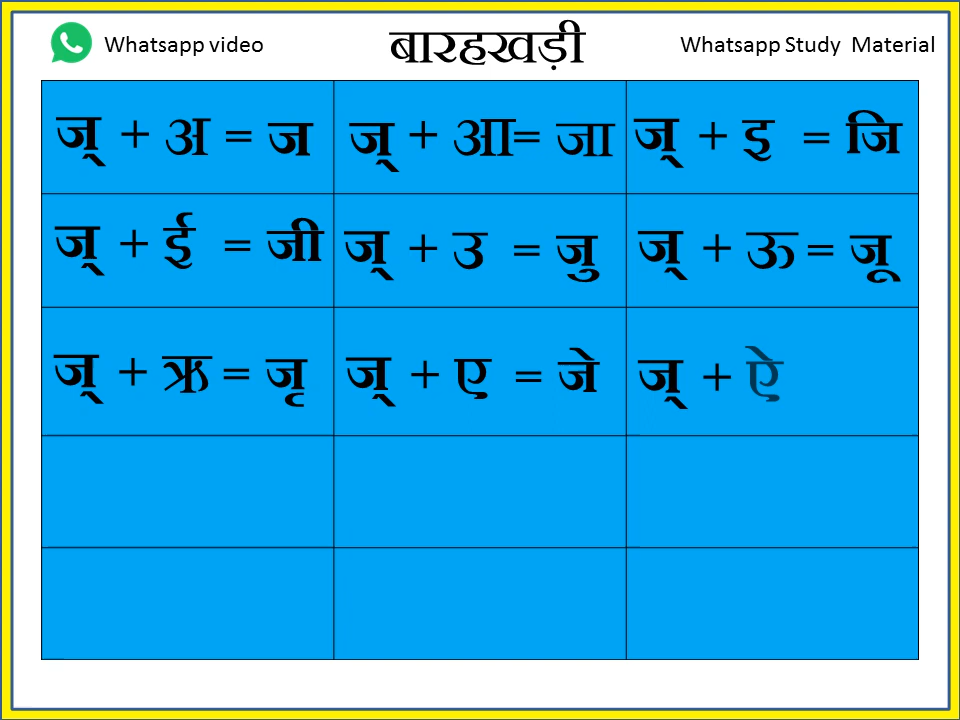 Whatsapp video बारहखड़ी Whatsapp Study Material
ज् + अ = ज ज् + आ= जा ज् + इ = जि
ज् + ई = जी ज् + उ = जु ज् + ऊ = जू
ज् + ऋ = जृ ज् + ए = जे ज् + ऐ